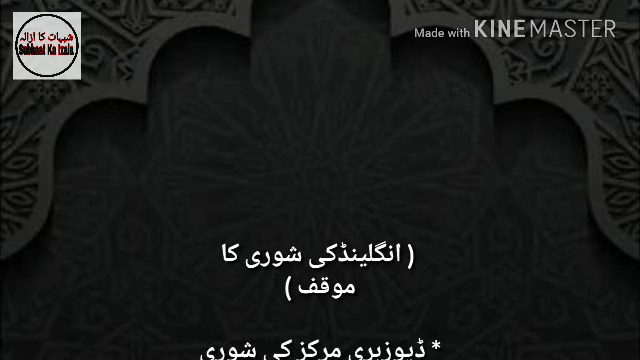 شبہات کا ازالہ
Subhaat Ka Izala
Made with KINEMASTER
( انگلینڈکی شوری کا
موقف )
* ڈیوزبری مرکز کی شوری